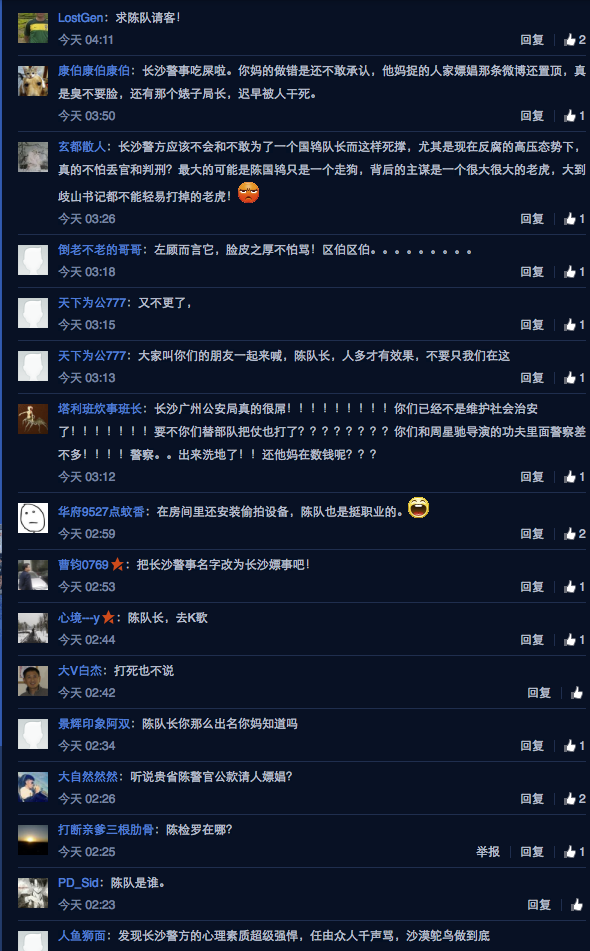 LostGen：求陈队请客！
今天 04:11 回复 2
康伯康伯康伯：长沙警事吃屎啦。你妈的做错是还不敢承认，他妈捉的人家嫖娼那条微博还置顶，真
是臭不要脸，还有那个婊子局长，迟早被人干死。
今天 03:50 回复 1
玄都散人：长沙警方应该不会和不敢为了一个国鸨队长而这样死撑，尤其是现在反腐的高压态势下，
真的不怕丢官和判刑？最大的可能是陈国鸨只是一个走狗，背后的主谋是一个很大很大的老虎，大到
歧山书记都不能轻易打掉的老虎！
今天 03:26 回复 1
倒老不老的哥哥：左顾而言它，脸皮之厚不怕骂！区伯区伯。。。。。。。。。
今天 03:18 回复 1
天下为公777：又不更了，
今天 03:15 回复 1
天下为公777：大家叫你们的朋友一起来喊，陈队长，人多才有效果，不要只我们在这
今天 03:13 回复 1
塔利班炊事班长：长沙广州公安局真的很屌！！！！！！！！！你们已经不是维护社会治安
了！！！！！！！要不你们替部队把仗也打了？？？？？？？？你们和周星驰导演的功夫里面警察差
不多！！！！警察。。出来洗地了！！还他妈在数钱呢？？？
今天 03:12 回复 1
华府9527点蚊香：在房间里还安装偷拍设备，陈队也是挺职业的。
今天 02:59 回复 2
曹钧0769：把长沙警事名字改为长沙嫖事吧！
今天 02:53 回复 1
心境---y：陈队长，去K歌
今天 02:44 回复 1
大V白杰：打死也不说
今天 02:42 回复
景辉印象阿双：陈队长你那么出名你妈知道吗
今天 02:34 回复 1
大自然然然：听说贵省陈警官公款请人嫖娼？
今天 02:26 回复 2
打断亲爹三根肋骨：陈检罗在哪？
今天 02:25 举报 回复 1
PD_Sid：陈队是谁。
今天 02:23 回复
人鱼狮面：发现长沙警方的心理素质超级强悍，任由众人千声骂，沙漠鸵鸟做到底